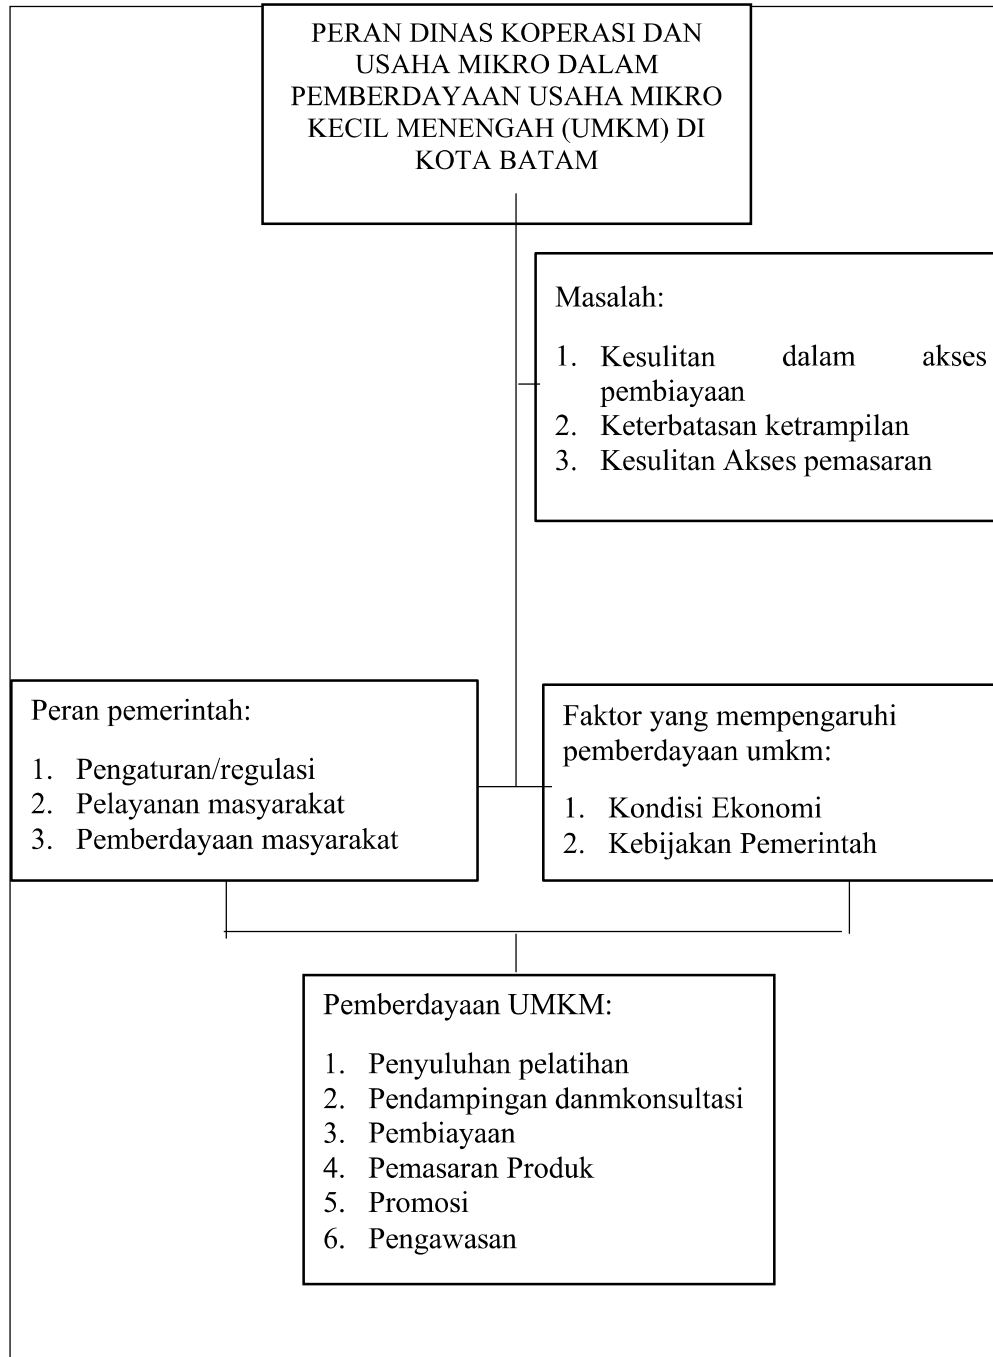 PERAN DINAS KOPERASI DAN
USAHA MIKRO DALAM
PEMBERDAYAAN USAHA MIKRO
KECIL MENENGAH (UMKM) DI
KOTA BATAM
Masalah:
1. Kesulitan dalam akses
pembiayaan
2. Keterbatasan ketrampilan
3. Kesulitan Akses pemasaran
Peran pemerintah:
1. Pengaturan/regulasi
2. Pelayanan masyarakat
3. Pemberdayaan masyarakat
Faktor yang mempengaruhi
pemberdayaan umkm:
1. Kondisi Ekonomi
2. Kebijakan Pemerintah
Pemberdayaan UMKM:
1. Penyuluhan pelatihan
2. Pendampingan danmkonsultasi
3. Pembiayaan
4. Pemasaran Produk
5. Promosi
6. Pengawasan